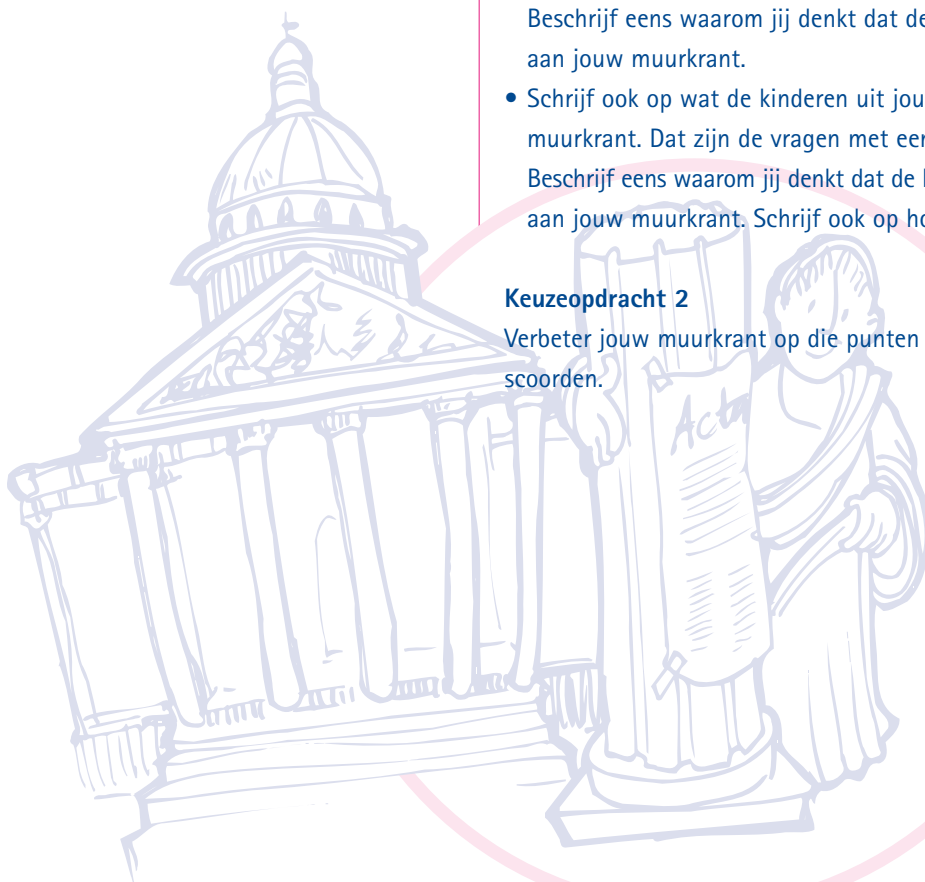 Beschrijf eens waarom jij denkt dat de
aan jouw muurkrant.
• Schrijf ook op wat de kinderen uit jou
muurkrant. Dat zijn de vragen met een
Beschrijf eens waarom jij denkt dat de
aan jouw muurkrant. Schrijf ook op
Keuzeopdracht 2
Verbeter jouw muurkrant op die punten
scoorden.
Acta